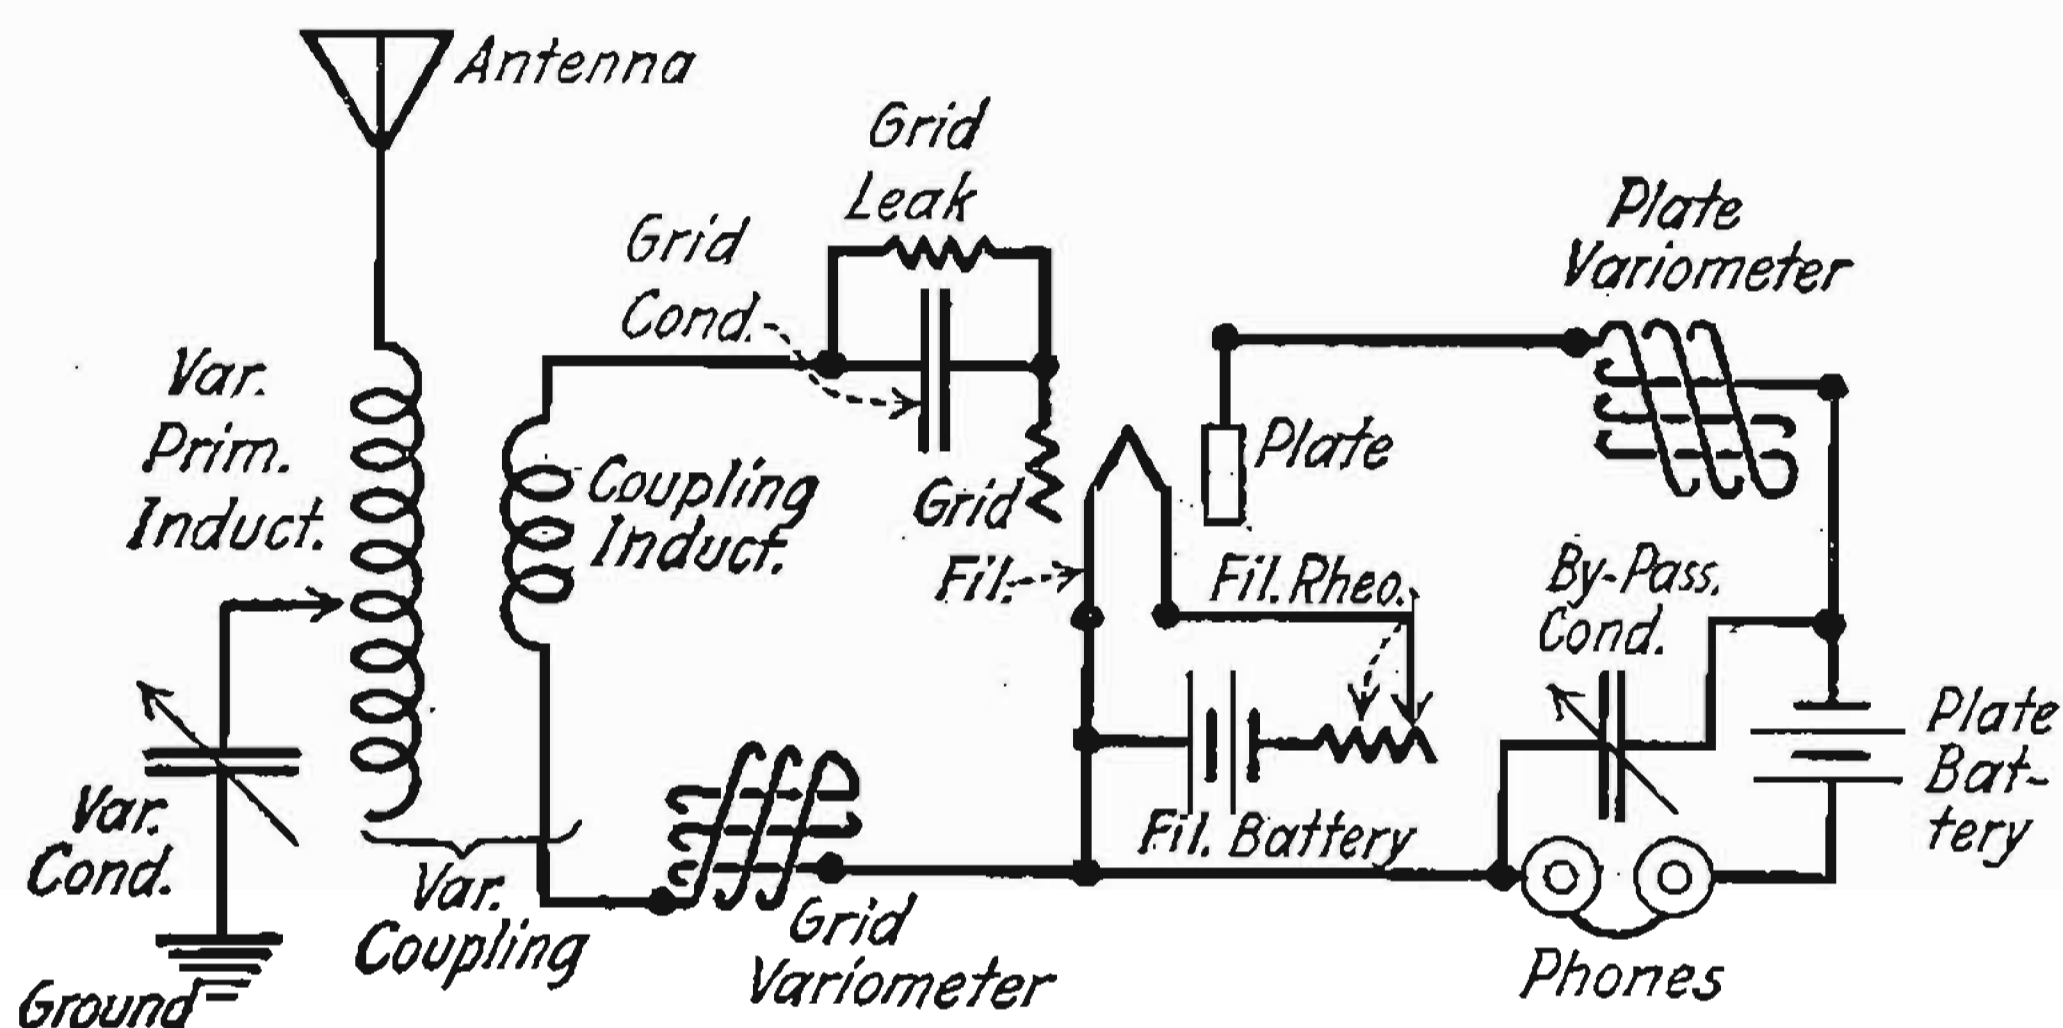 Antenna
Grid
Leak
Grid
Cond.
Plate
Variometer
Var.
Prim.
Induct.
Coupling
Induct.
Grid
Plate
Fil.
Fil. Rheo.
By-Pass.
Cond.
Plate
Bat-
tery
Var.
Cond.
Fil. Battery
Var.
Coupling
Grid
Variometer
Phones
Ground